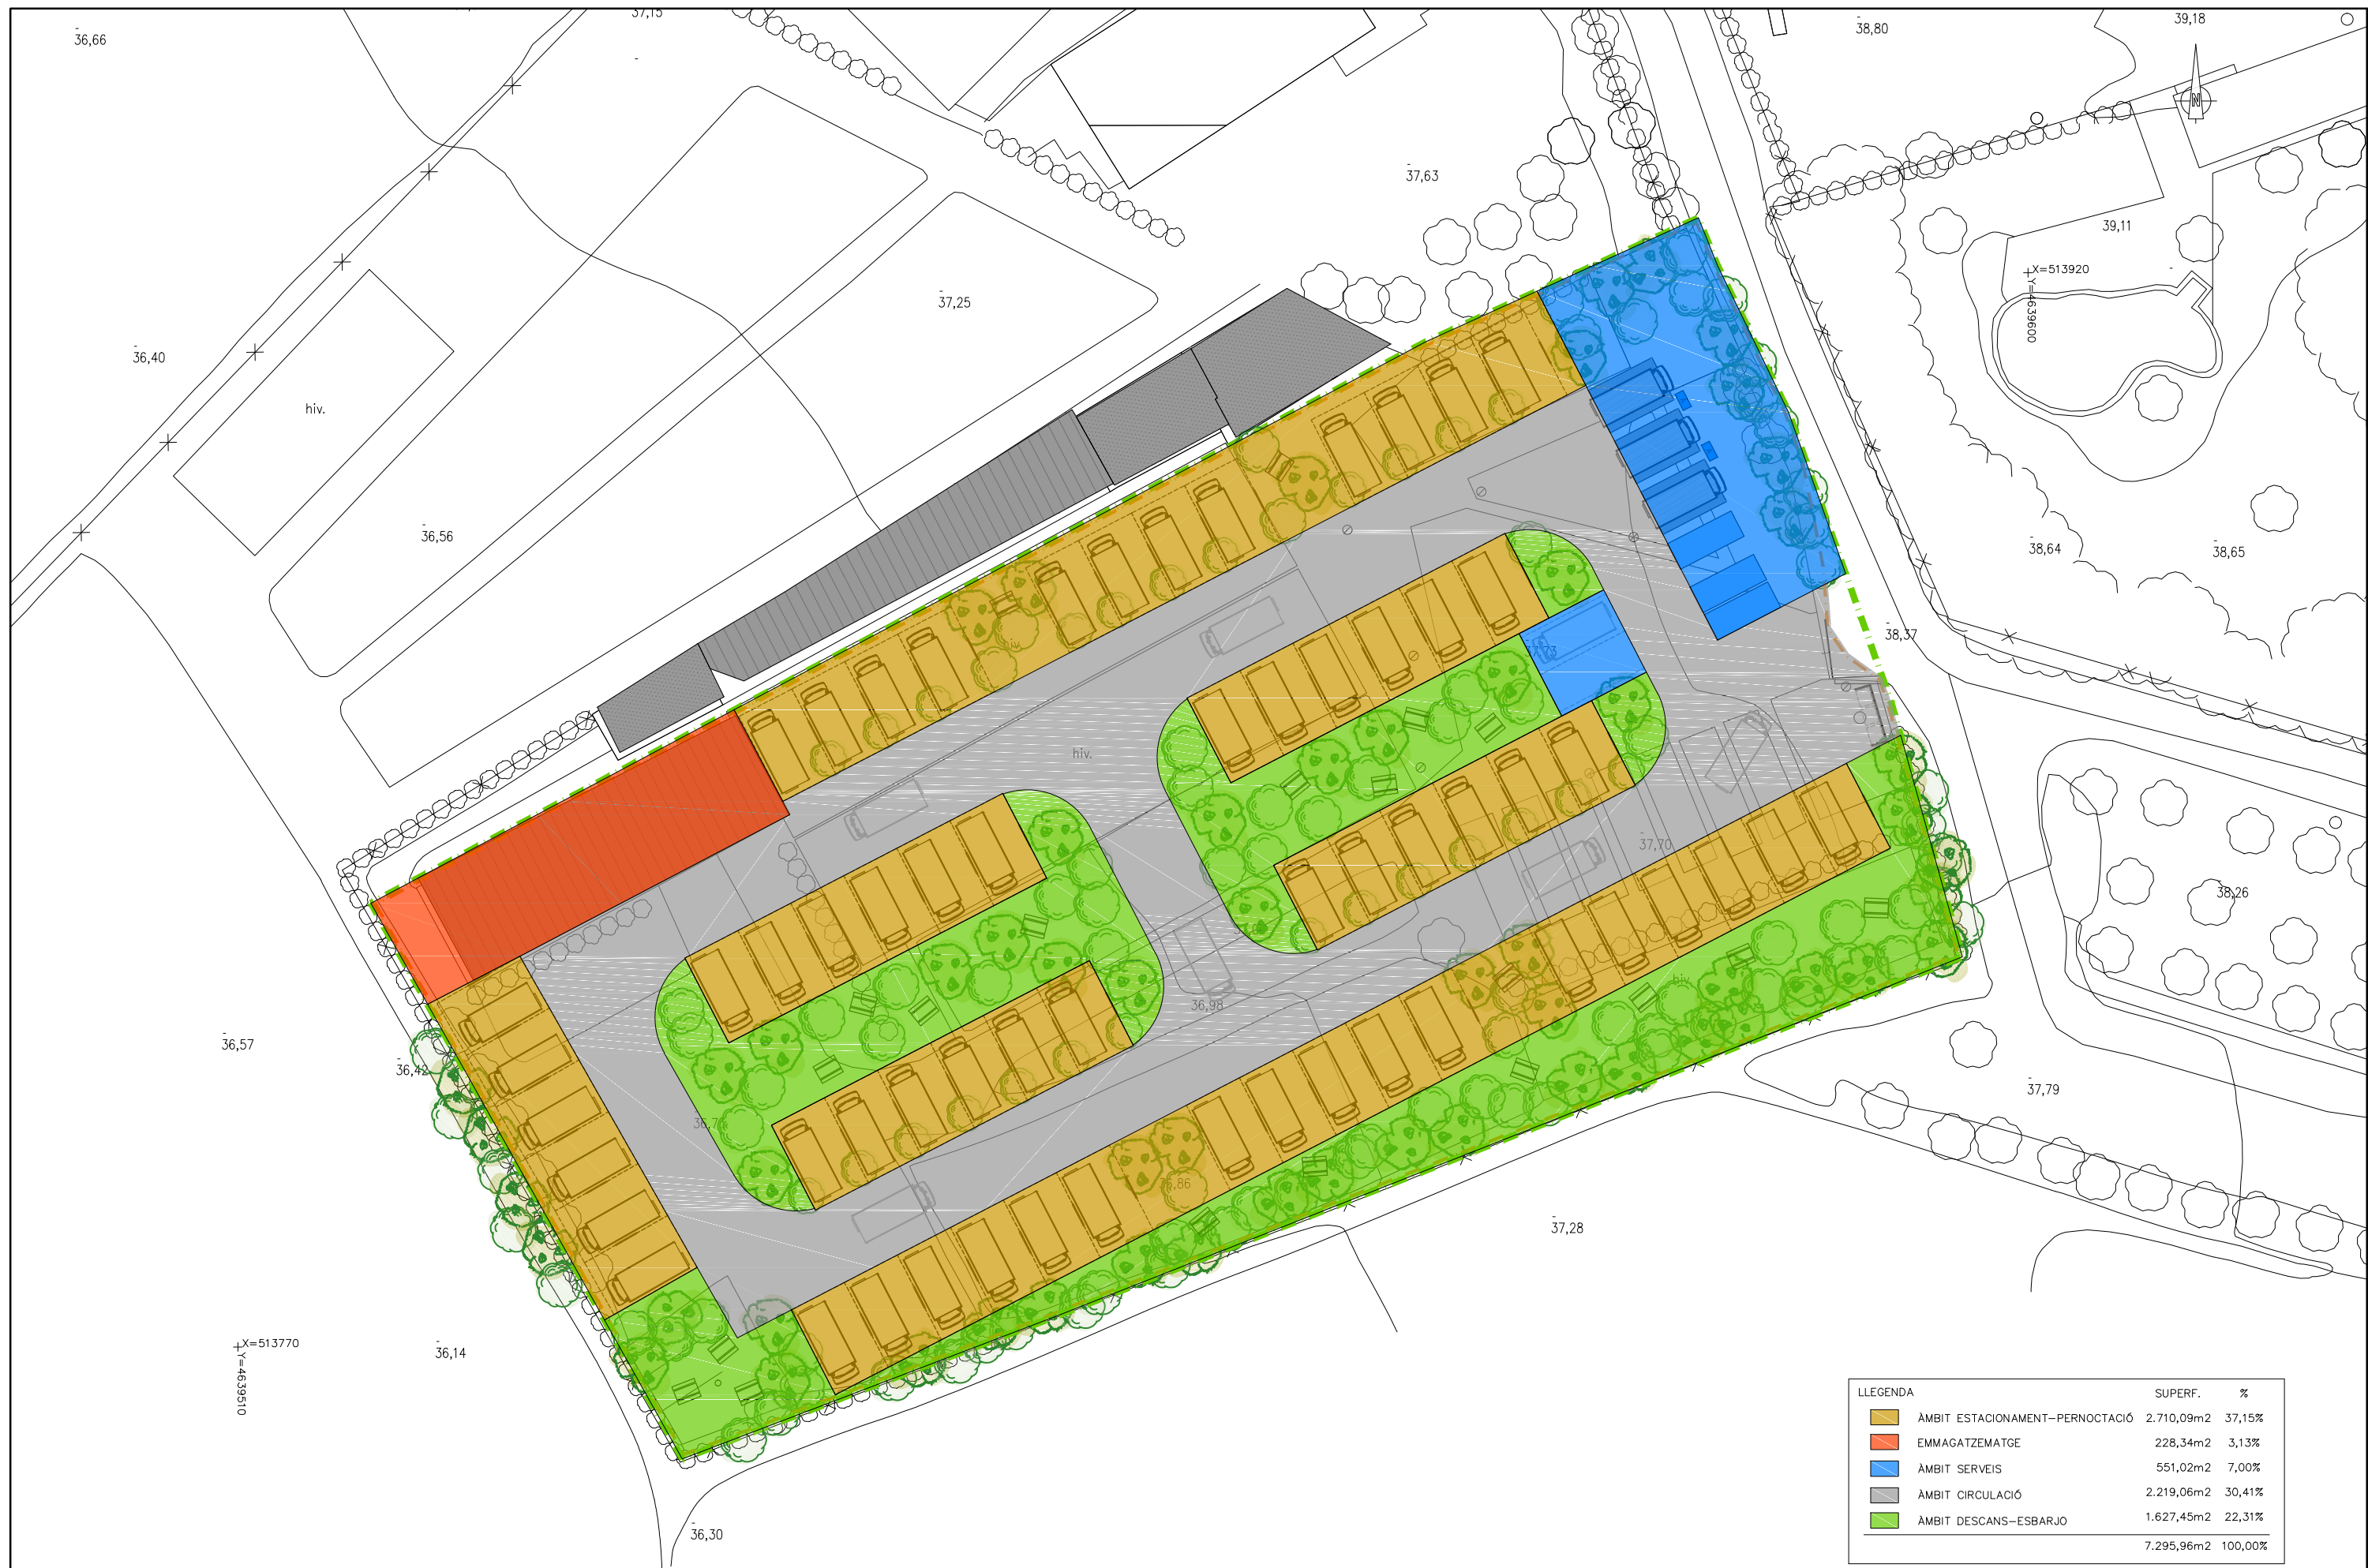 37,15
39,18
36,66
38,80
N
37,63
39,11
X=513920
Y=4639600
37,25
36,40
hiv.
36,56
38,64
38,65
38,37
37,73
hiv.
37,70
38,26
hiv.
36,98
36,57
36,42
37,79
37,28
X=513770
Y=4639510
36,14
36,30
LLEGENDA SUPERF. %
ÀMBIT ESTACIONAMENT-PERNOCTACIÓ 2.710,09m2 37,15%
EMMAGATZEMATGE 228,34m2 3,13%
ÀMBIT SERVEIS 551,02m2 7,00%
ÀMBIT CIRCULACIÓ 2.219,06m2 30,41%
ÀMBIT DESCANS-ESBARJO 1.627,45m2 22,31%
7.295,96m2 100,00%